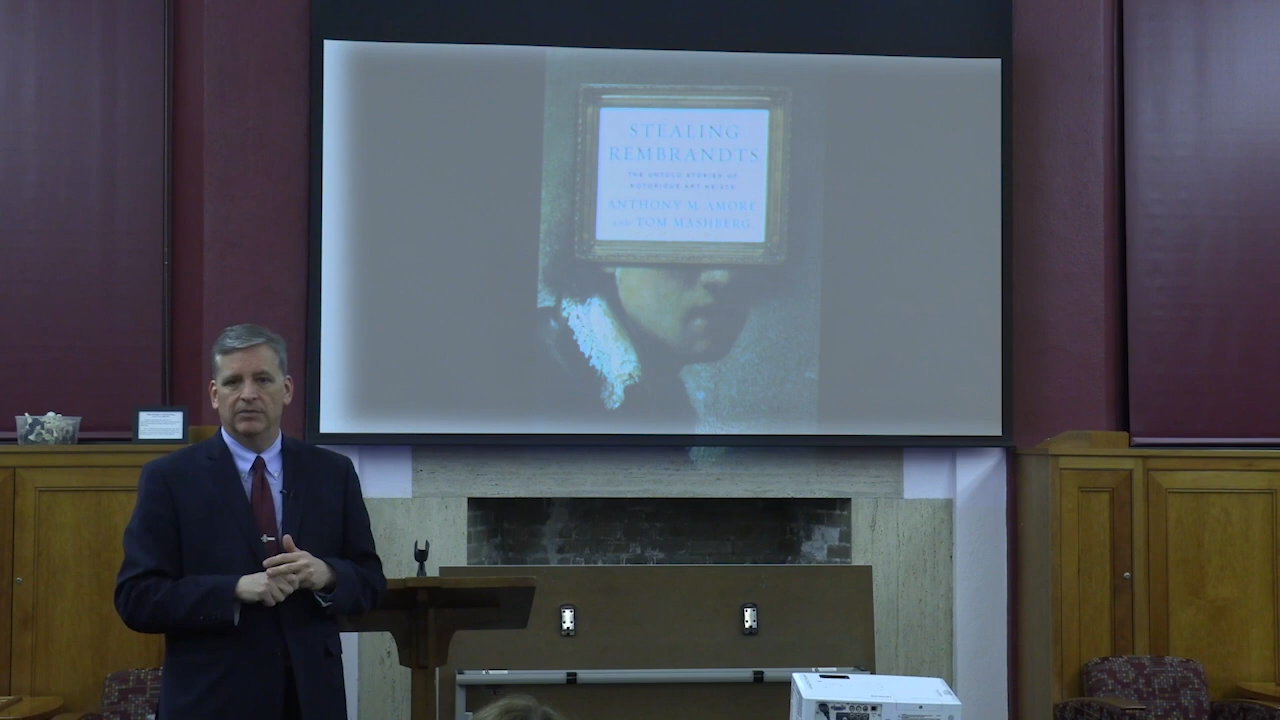 STEALING
REMBRANDTS
THE UNTOLD STORIES OF
NOTORIOUS ART HEISTS
ANTHONY M. AMORE
AND TOM MASHBERG